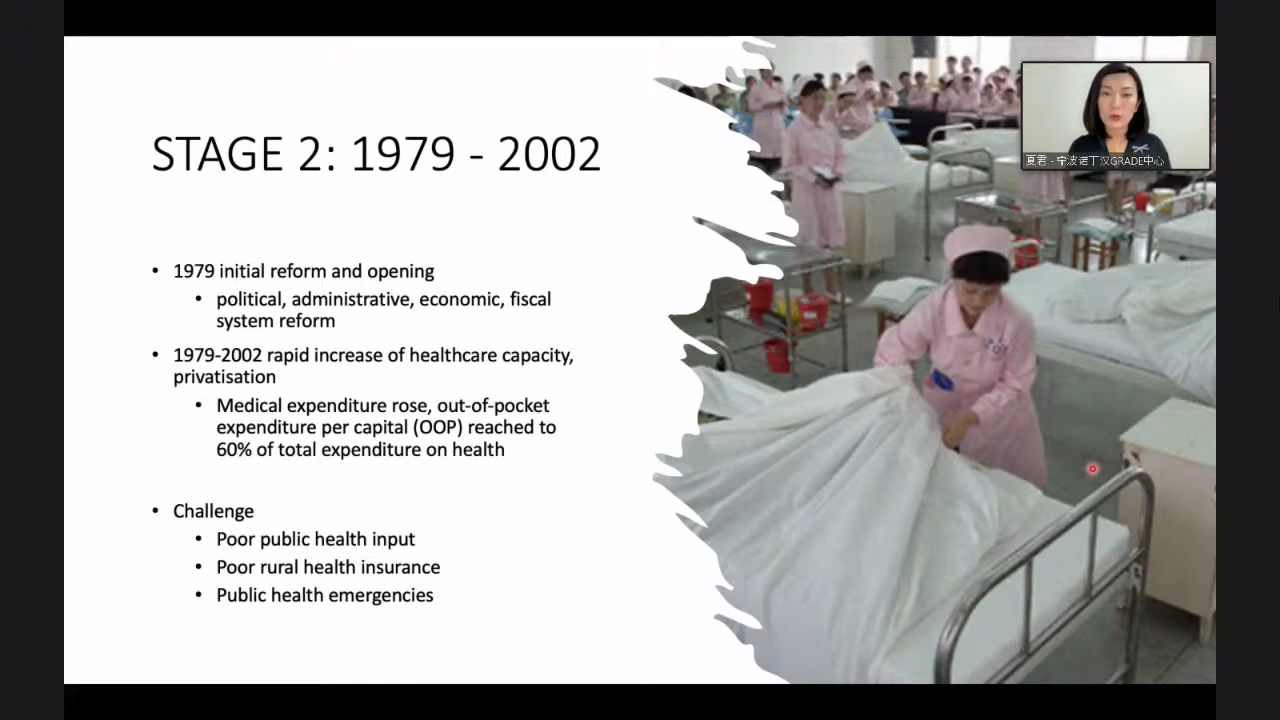 STAGE 2: 1979 - 2002
• 1979 initial reform and opening
• political, administrative, economic, fiscal
system reform
• 1979-2002 rapid increase of healthcare capacity,
privatisation
• Medical expenditure rose, out-of-pocket
expenditure per capital (OOP) reached to
60% of total expenditure on health
• Challenge
• Poor public health input
• Poor rural health insurance
• Public health emergencies
夏君 - 宁波诺丁汉GRADE中心